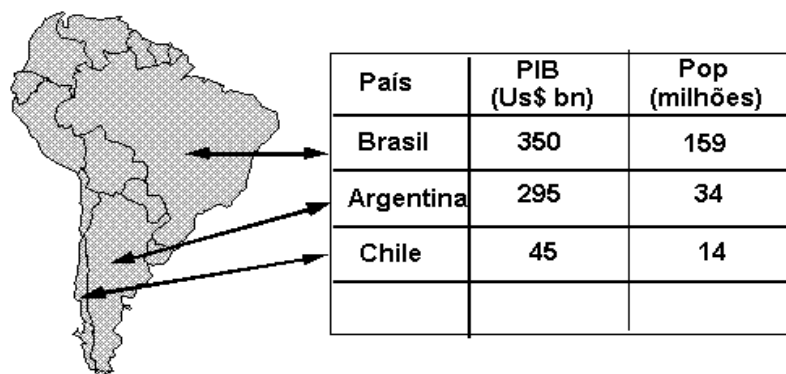 País PIB Pop
(Us$ bn) (milhões)
Brasil 350 159
Argentina 295 34
Chile 45 14